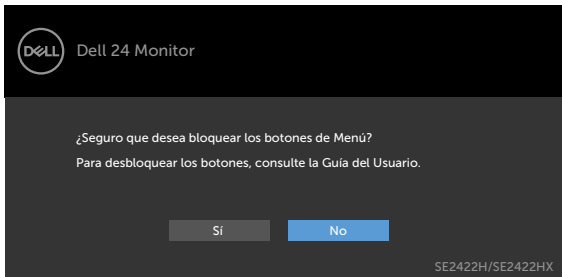 DELL Dell 24 Monitor
¿Seguro que desea bloquear los botones de Menú?
Para desbloquear los botones, consulte la Guía del Usuario.
Sí No
SE2422H/SE2422HX